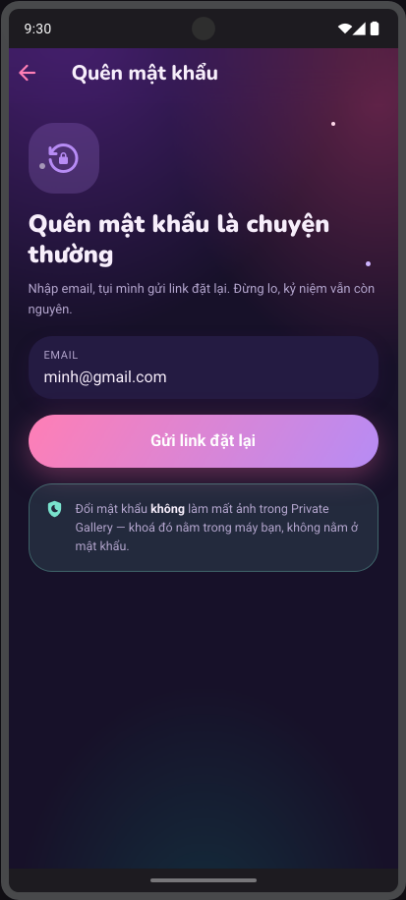 9:30
Quên mật khẩu
Quên mật khẩu là chuyện
thường
Nhập email, tụi mình gửi link đặt lại. Đừng lo, kỷ niệm vẫn còn
nguyên.
EMAIL
minh@gmail.com
Gửi link đặt lại
Đổi mật khẩu không làm mất ảnh trong Private
Gallery — khoá đó nằm trong máy bạn, không nằm ở
mật khẩu.